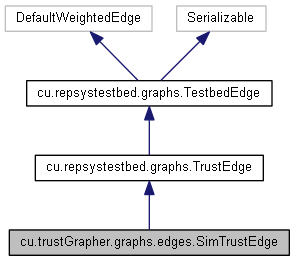 DefaultWeightedEdge
Serializable
cu.repsystestbed.graphs.TestbedEdge
cu.repsystestbed.graphs.TrustEdge
cu.trustGrapher.graphs.edges.SimTrustEdge